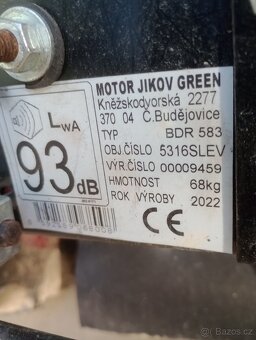 MOTOR JIKOV GREEN
Kněžskodvorská 2277
370 04 Č.Budějovice
TYP BDR 583
OBJ.ČÍSLO 5316SLEV
VÝR.ČÍSLO 00009459
HMOTNOST 68kg
ROK VÝROBY 2022
LWA
93dB
CE
Bazoš.cz